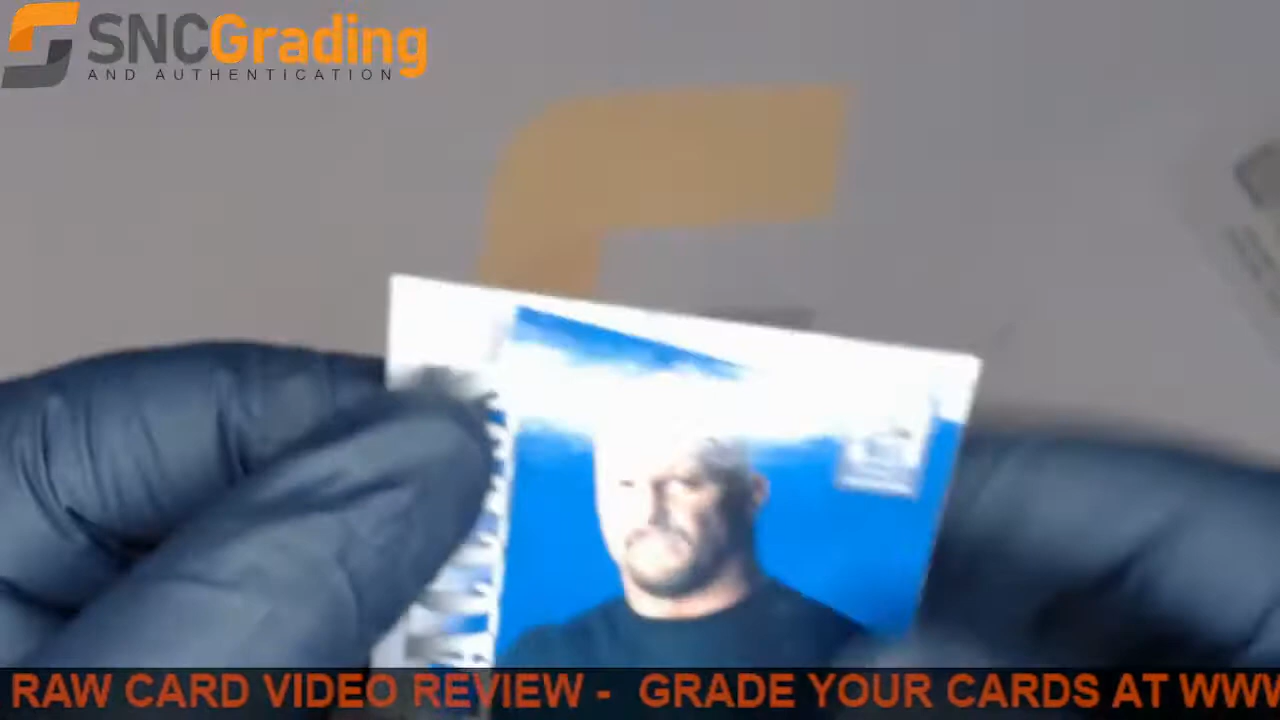 SNCGrading
AND AUTHENTICATION
RAW CARD VIDEO REVIEW - GRADE YOUR CARDS AT WWW